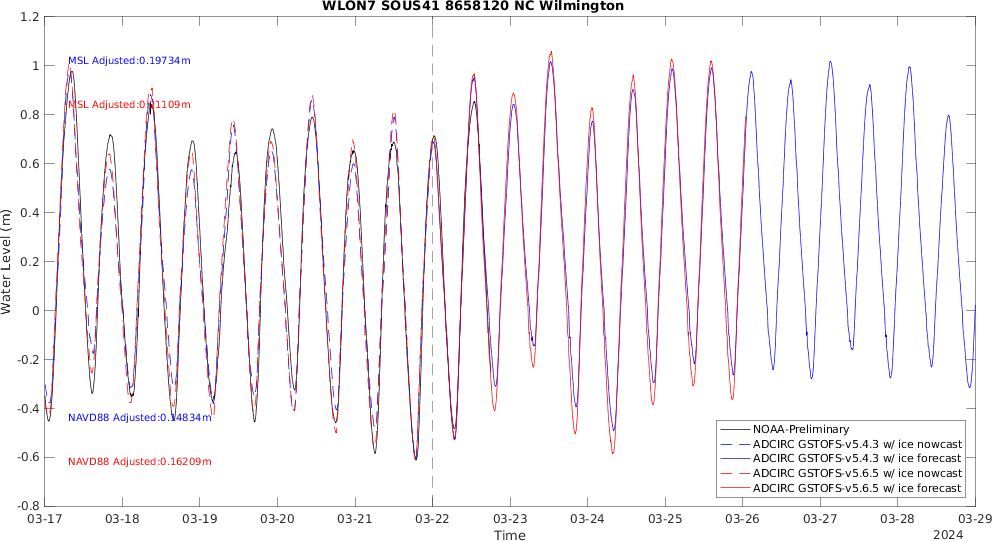 WLON7 SOUS41 8658120 NC Wilmington
1.2
1
0.8
0.6
0.4
0.2
0
-0.2
-0.4
-0.6
-0.8
Water Level (m)
MSL Adjusted:0.19734m
MSL Adjusted:0.21109m
NAVD88 Adjusted:0.14834m
NAVD88 Adjusted:0.16209m
NOAA-Preliminary
ADCIRC GSTOFS-v5.4.3 w/ ice nowcast
ADCIRC GSTOFS-v5.4.3 w/ ice forecast
ADCIRC GSTOFS-v5.6.5 w/ ice nowcast
ADCIRC GSTOFS-v5.6.5 w/ ice forecast
03-17 03-18 03-19 03-20 03-21 03-22 03-23 03-24 03-25 03-26 03-27 03-28 03-29
Time
2024